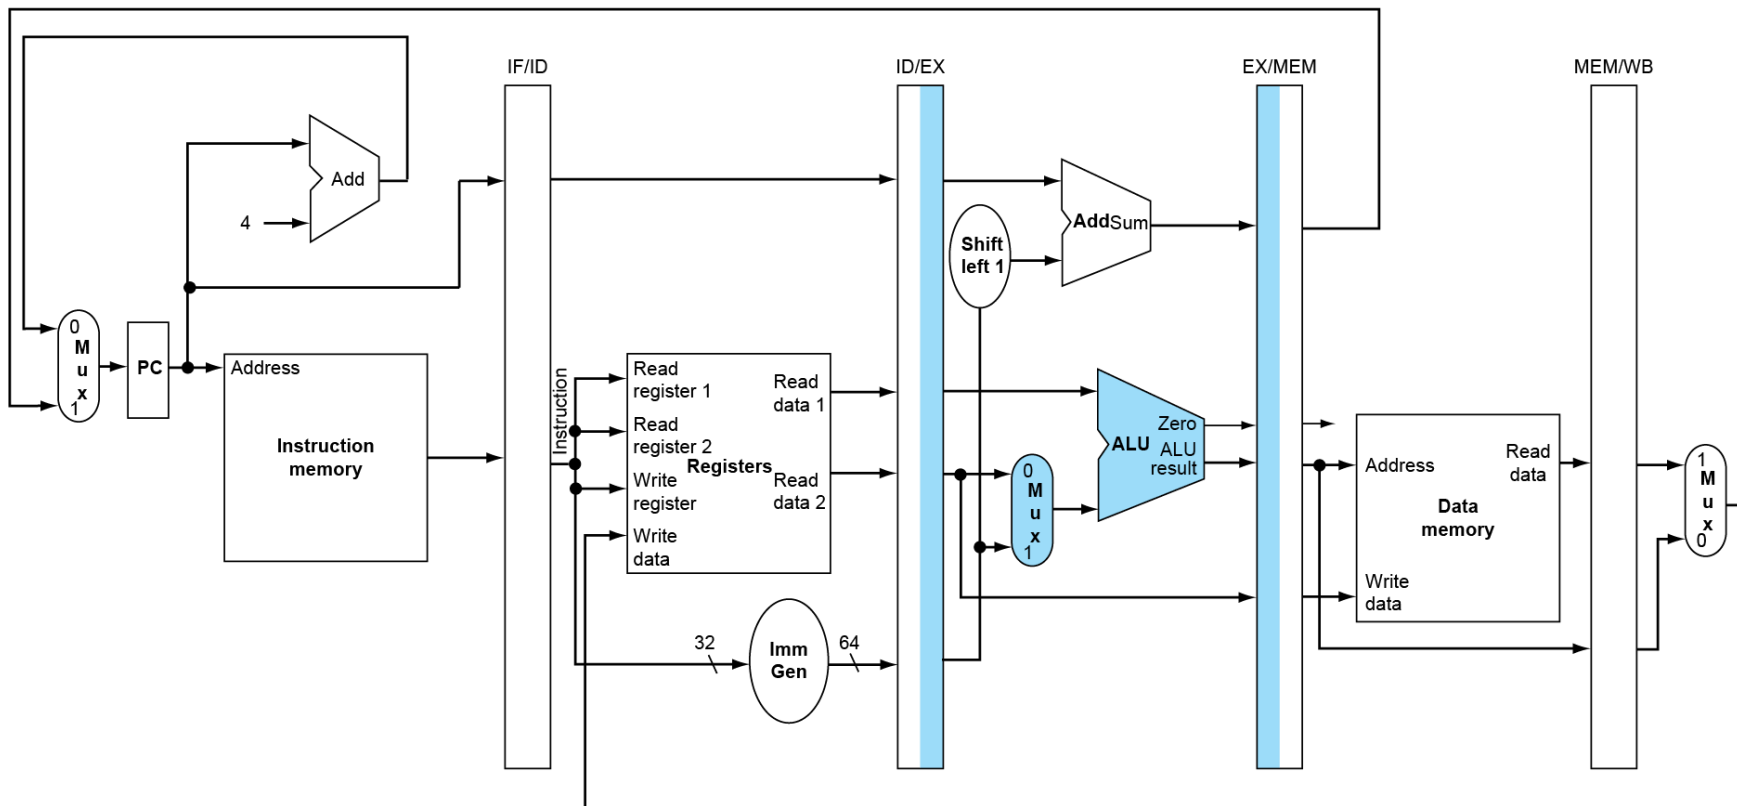 IF/ID
ID/EX
EX/MEM
MEM/WB
Add
4
0
M
u
x
1
PC
Address
Instruction
memory
Instruction
Read
register 1
Read
register 2
Write
register
Write
data
Registers
Read
data 1
Read
data 2
32
Imm
Gen
64
Shift
left 1
AddSum
0
M
u
x
1
ALU
Zero
ALU
result
Address
Write
data
Data
memory
Read
data
1
M
u
x
0